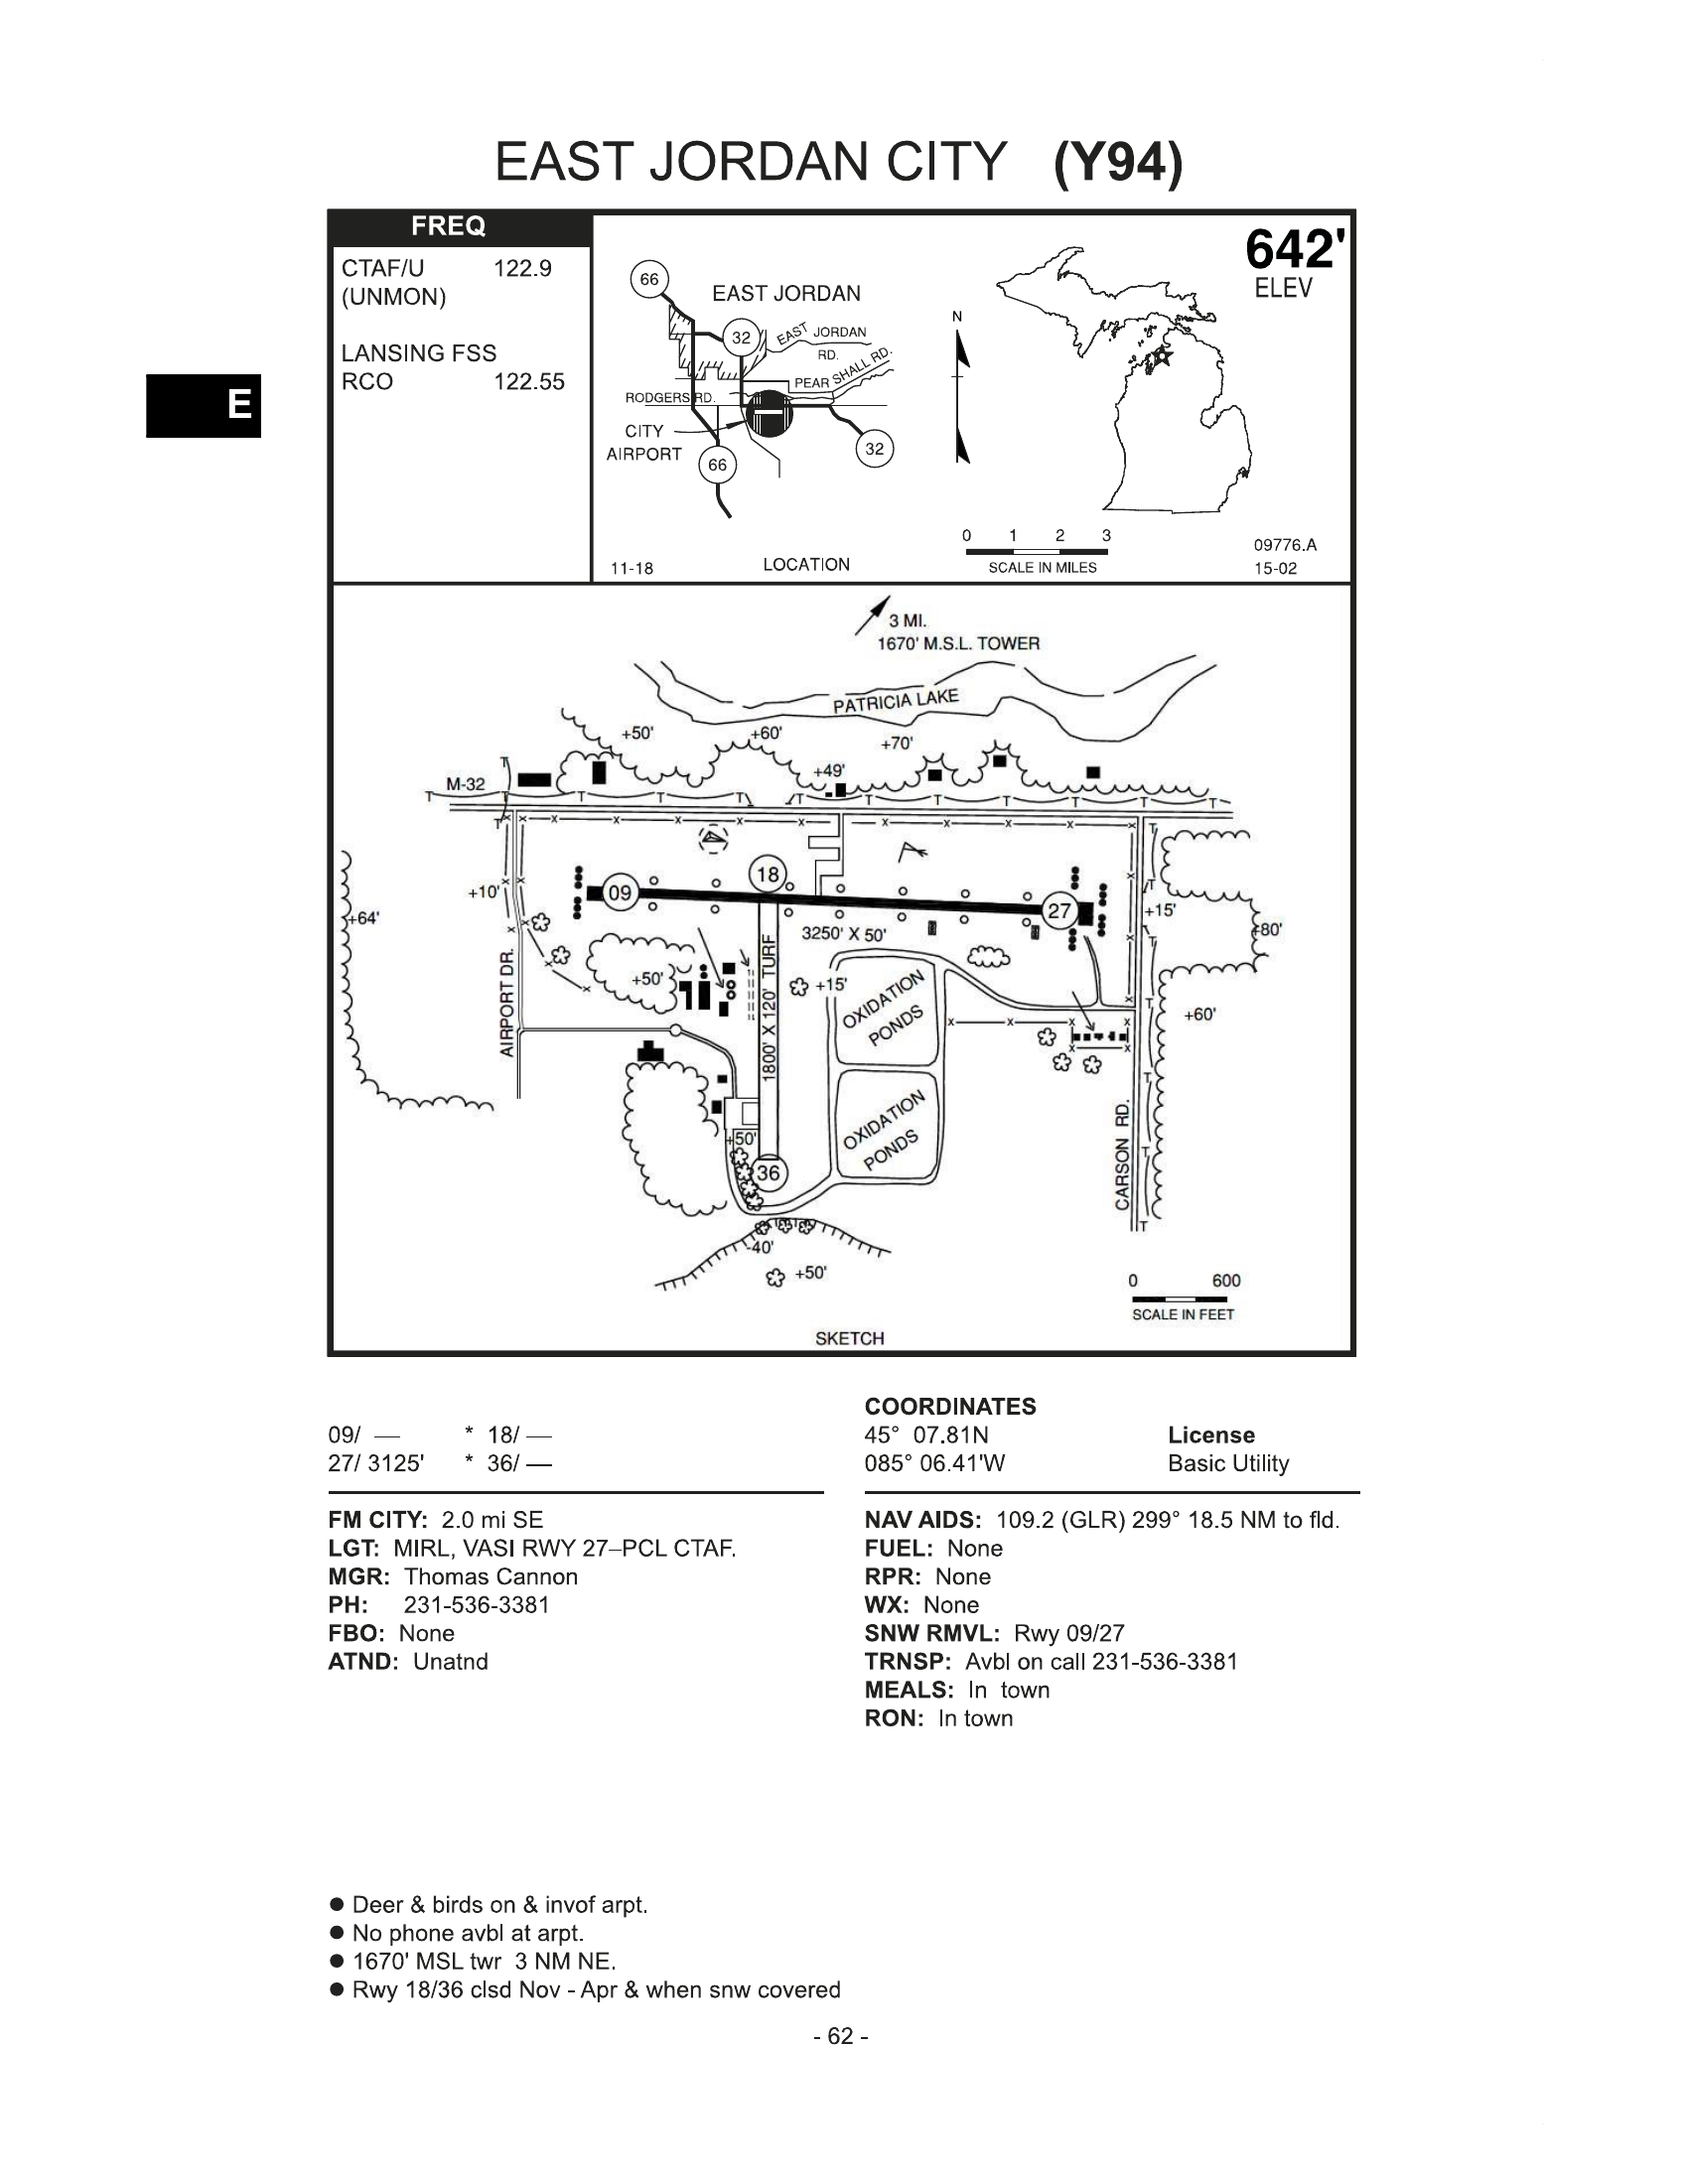 EAST JORDAN CITY (Y94)
FREQ
CTAF/U 122.9
(UNMON)
LANSING FSS
RCO 122.55
E
66
EAST JORDAN
32
EAST JORDAN
RD.
PEAR SHALL RD.
RODGERS RD.
CITY
AIRPORT
66
32
N
642'
ELEV
0 1 2 3
SCALE IN MILES
09776.A
15-02
11-18
LOCATION
3 MI.
1670' M.S.L. TOWER
PATRICIA LAKE
+50'
+60'
+70'
+49'
M-32
+10'
09
18
27
+64'
+15'
+80'
3250' X 50'
AIRPORT DR.
+50'
1800' X 120' TURF
+15'
OXIDATION
PONDS
+60'
OXIDATION
PONDS
CARSON RD.
+50'
36
-40'
+50'
0 600
SCALE IN FEET
SKETCH
09/ — * 18/ —
27/ 3125' * 36/ —
COORDINATES
45° 07.81N
085° 06.41'W
License
Basic Utility
FM CITY: 2.0 mi SE
LGT: MIRL, VASI RWY 27–PCL CTAF.
MGR: Thomas Cannon
PH: 231-536-3381
FBO: None
ATND: Unatnd
NAV AIDS: 109.2 (GLR) 299° 18.5 NM to fld.
FUEL: None
RPR: None
WX: None
SNW RMVL: Rwy 09/27
TRNSP: Avbl on call 231-536-3381
MEALS: In town
RON: In town
● Deer & birds on & invof arpt.
● No phone avbl at arpt.
● 1670' MSL twr 3 NM NE.
● Rwy 18/36 clsd Nov - Apr & when snw covered
- 62 -